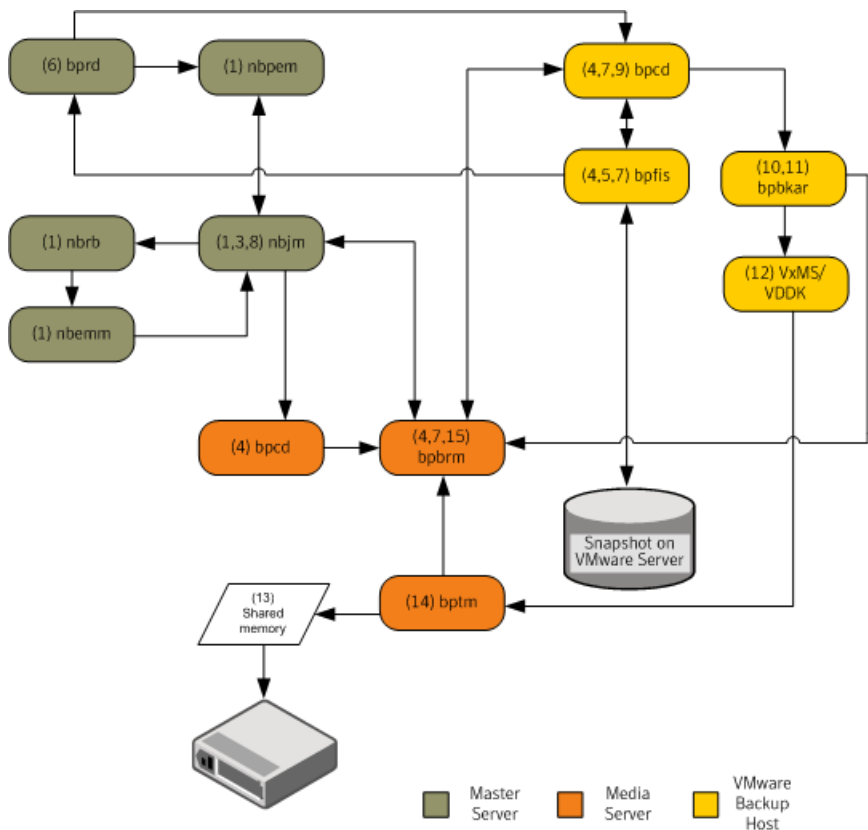 (6) bprd
(1) nbpem
(4,7,9) bpcd
(4,5,7) bpfis
(10,11)
bpbkar
(1) nbrb
(1,3,8) nbjm
(12) VxMS/
VDDK
(1) nbemm
(4) bpcd
(4,7,15)
bpbrm
Snapshot on
VMware Server
(13)
Shared
memory
(14) bptm
Master
Server
Media
Server
VMware
Backup
Host